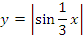 y = |sin 1/3 x|